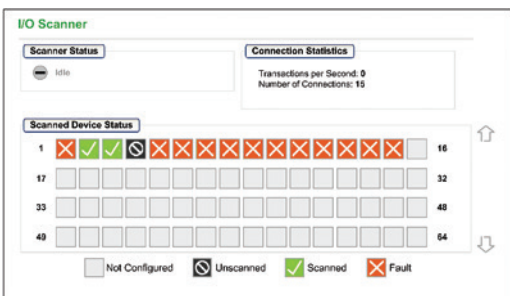 I/O Scanner
Scanner Status
Idle
Connection Statistics
Transactions per Second: 0
Number of Connections: 15
Scanned Device Status
1 16
17 32
33 48
49 64
Not Configured Unscanned Scanned Fault